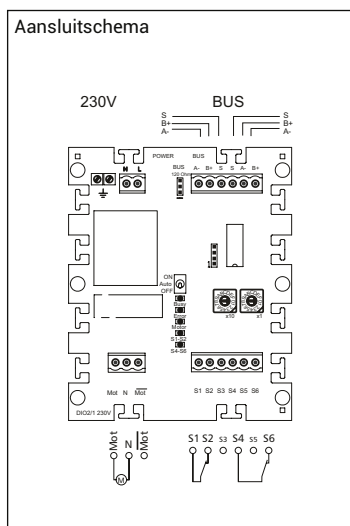 Aansluitschema
230V BUS
S S
B+ B+
A- A-
POWER BUS
N L BUS A- B+ S S A- B+
120 Ohm
ON
Auto
OFF
Busy
Error
Motor
S1-S2
S4-S6
x10 x1
Mot N Mot S1 S2 S3 S4 S5 S6
DIO2/1 230V
Mot N Mot S1 S2 S3 S4 S5 S6
M